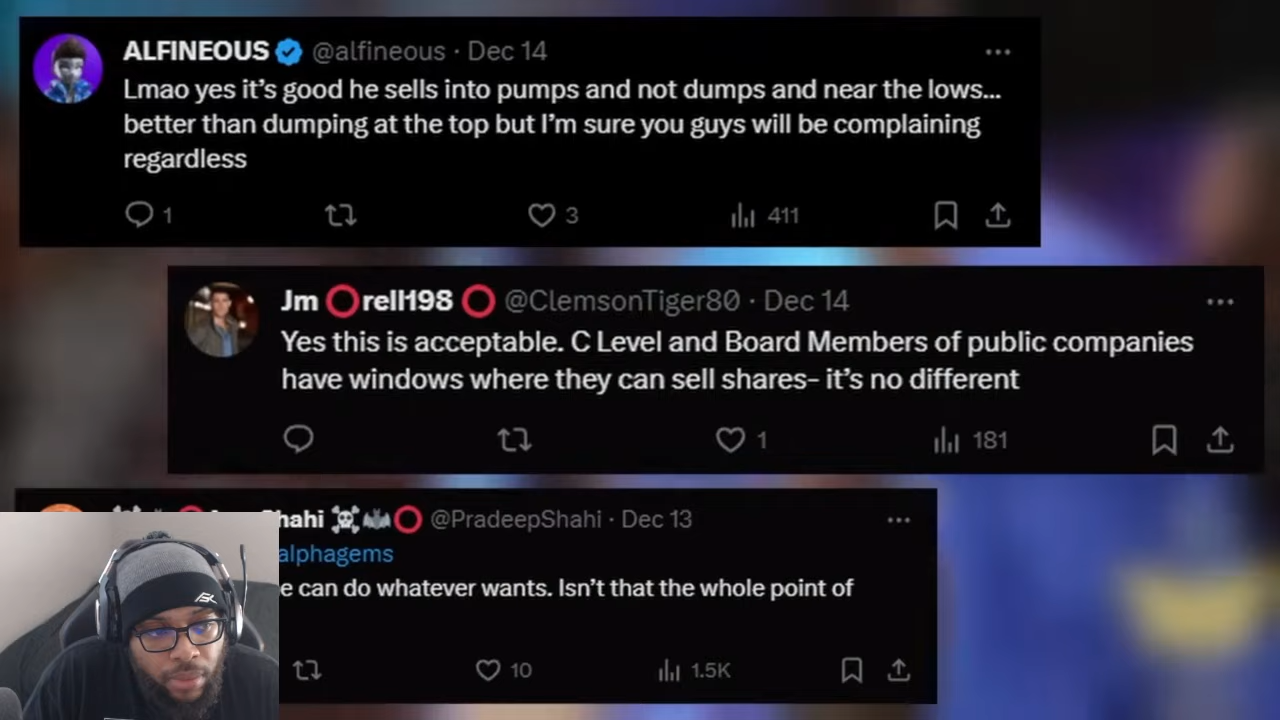 ALFINEOUS @alfineous · Dec 14
Lmao yes it's good he sells into pumps and not dumps and near the lows...
better than dumping at the top but I'm sure you guys will be complaining
regardless
1 3 411
Jm ⭕rell198 ⭕ @ClemsonTiger80 · Dec 14
Yes this is acceptable. C Level and Board Members of public companies
have windows where they can sell shares- it's no different
1 181
Shahi ☠️🦇⭕ @PradeepShahi · Dec 13
alphagems
can do whatever wants. Isn't that the whole point of
10 1.5K